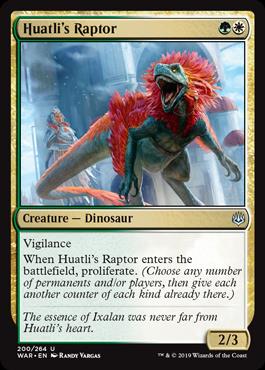 Huatli's Raptor
Creature — Dinosaur
Vigilance
When Huatli's Raptor enters the
battlefield, proliferate. (Choose any
number of permanents and/or players,
then give each another counter of each
kind already there.)
The essence of Ixalan was never far from
Huatli's heart.
2/3
200/264 U
WAR • EN Randy Vargas
™ & © 2019 Wizards of the Coast